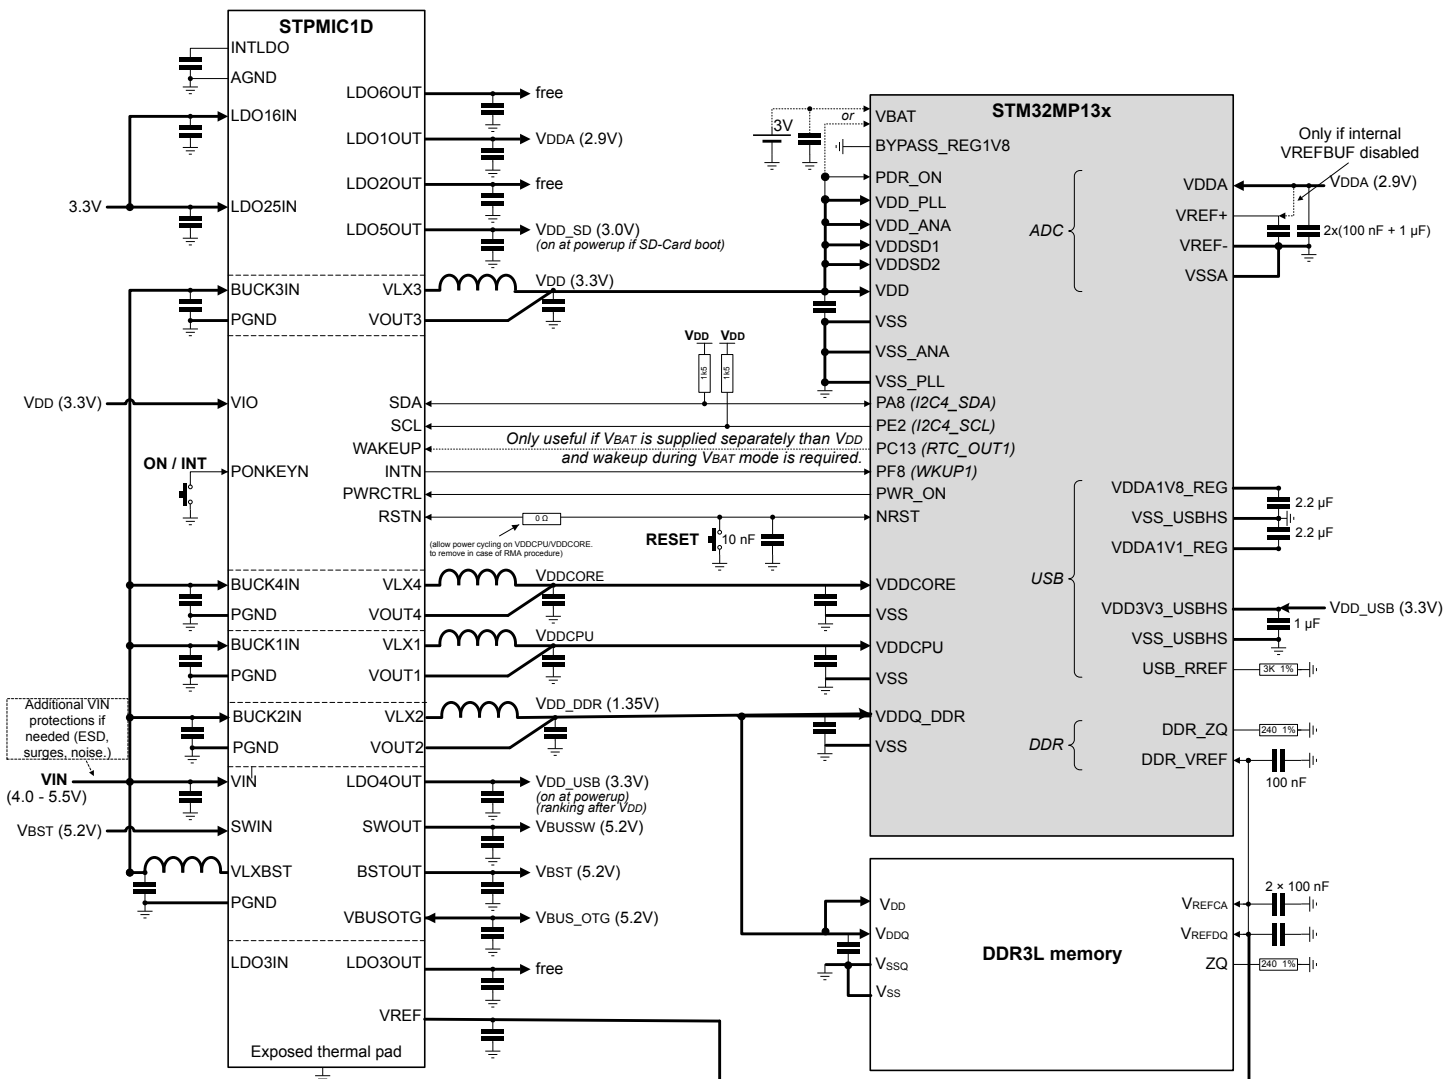 STPMIC1D
INTLDO
AGND
LDO6OUT
free
LDO16IN
LDO1OUT
VDDA (2.9V)
LDO2OUT
free
3.3V
LDO25IN
LDO5OUT
VDD_SD (3.0V)
(on at powerup if SD-Card boot)
BUCK3IN
VLX3
VDD (3.3V)
PGND
VOUT3
VDD (3.3V)
VIO
SDA
SCL
WAKEUP
ON / INT
PONKEYN
INTN
PWRCTRL
RSTN
VDD
VDD
1k5
1k5
Only useful if VBAT is supplied separately than VDD
and wakeup during VBAT mode is required.
0 Ω
(allow power cycling on VDDCPU/VDDCORE.
to remove in case of RMA procedure)
RESET
10 nF
BUCK4IN
VLX4
VDDCORE
PGND
VOUT4
BUCK1IN
VLX1
VDDCPU
PGND
VOUT1
Additional VIN
protections if
needed (ESD,
surges, noise.)
BUCK2IN
VLX2
VDD_DDR (1.35V)
PGND
VOUT2
VIN
(4.0 - 5.5V)
VIN
LDO4OUT
VDD_USB (3.3V)
(on at powerup)
(ranking after VDD)
VBST (5.2V)
SWIN
SWOUT
VBUSSW (5.2V)
VLXBST
BSTOUT
VBST (5.2V)
PGND
VBUSOTG
VBUS_OTG (5.2V)
LDO3IN
LDO3OUT
free
VREF
Exposed thermal pad
STM32MP13x
3V
or
VBAT
BYPASS_REG1V8
PDR_ON
VDD_PLL
VDD_ANA
VDDSD1
VDDSD2
VDD
VSS
VSS_ANA
VSS_PLL
PA8 (I2C4_SDA)
PE2 (I2C4_SCL)
PC13 (RTC_OUT1)
PF8 (WKUP1)
PWR_ON
NRST
VDDCORE
VSS
VDDCPU
VSS
VDDQ_DDR
VSS
Only if internal
VREFBUF disabled
ADC
VDDA
VDDA (2.9V)
VREF+
VREF-
2x(100 nF + 1 µF)
VSSA
USB
VDDA1V8_REG
2.2 µF
VSS_USBHS
2.2 µF
VDDA1V1_REG
VDD3V3_USBHS
VDD_USB (3.3V)
1 µF
VSS_USBHS
USB_RREF
3K 1%
DDR
DDR_ZQ
240 1%
DDR_VREF
100 nF
DDR3L memory
VDD
VDDQ
VSSQ
VSS
2 × 100 nF
VREFCA
VREFDQ
ZQ
240 1%